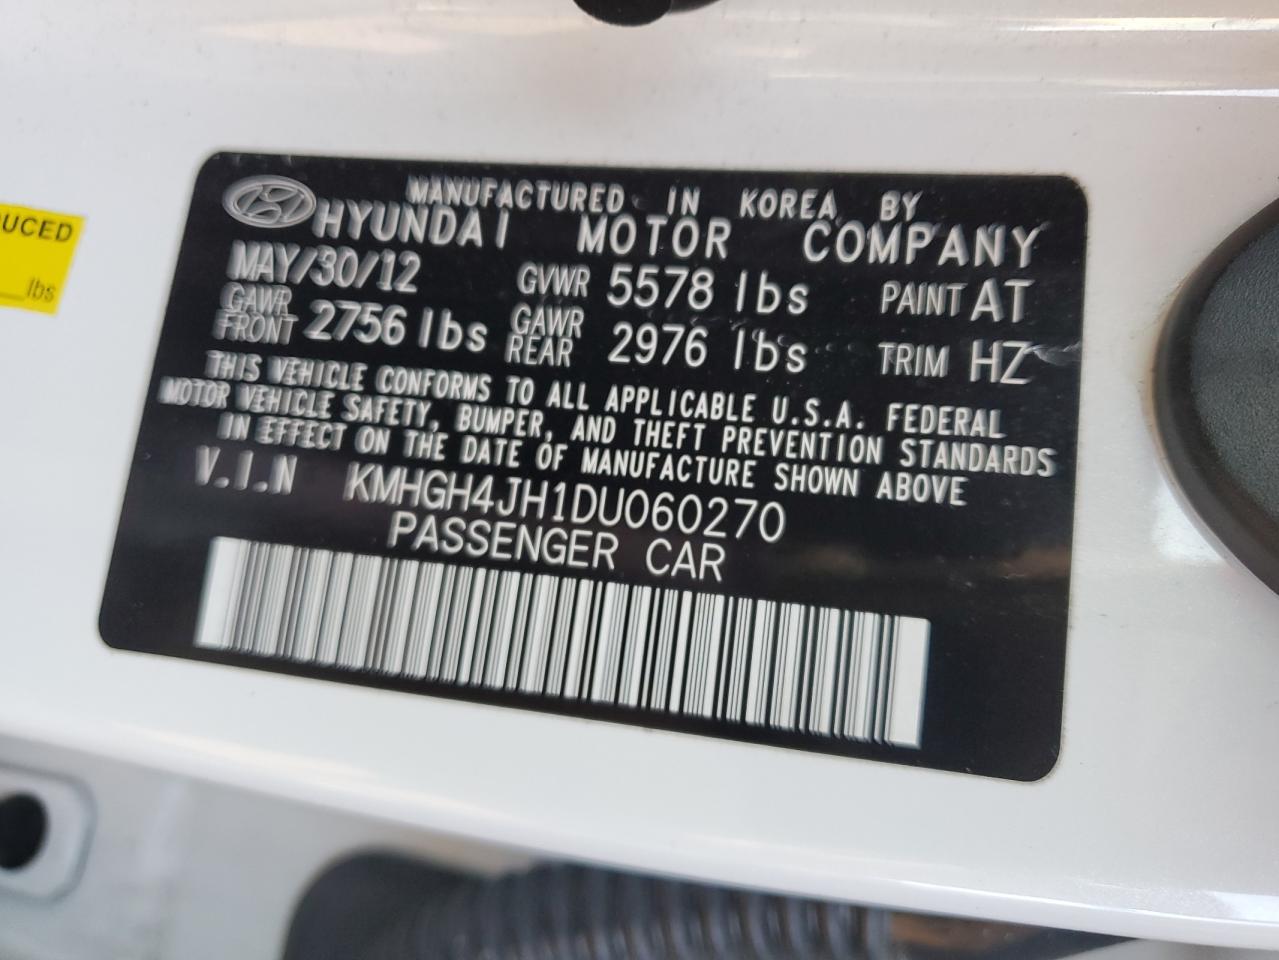 UCED
lbs
MANUFACTURED IN KOREA BY
HYUNDAI MOTOR COMPANY
MAY/30/12 GVWR 5578 lbs PAINT AT
GAWR FRONT 2756 lbs GAWR REAR 2976 lbs TRIM HZ
THIS VEHICLE CONFORMS TO ALL APPLICABLE U.S.A. FEDERAL
MOTOR VEHICLE SAFETY, BUMPER, AND THEFT PREVENTION STANDARDS
IN EFFECT ON THE DATE OF MANUFACTURE SHOWN ABOVE
V.I.N KMHGH4JH1DU060270
PASSENGER CAR